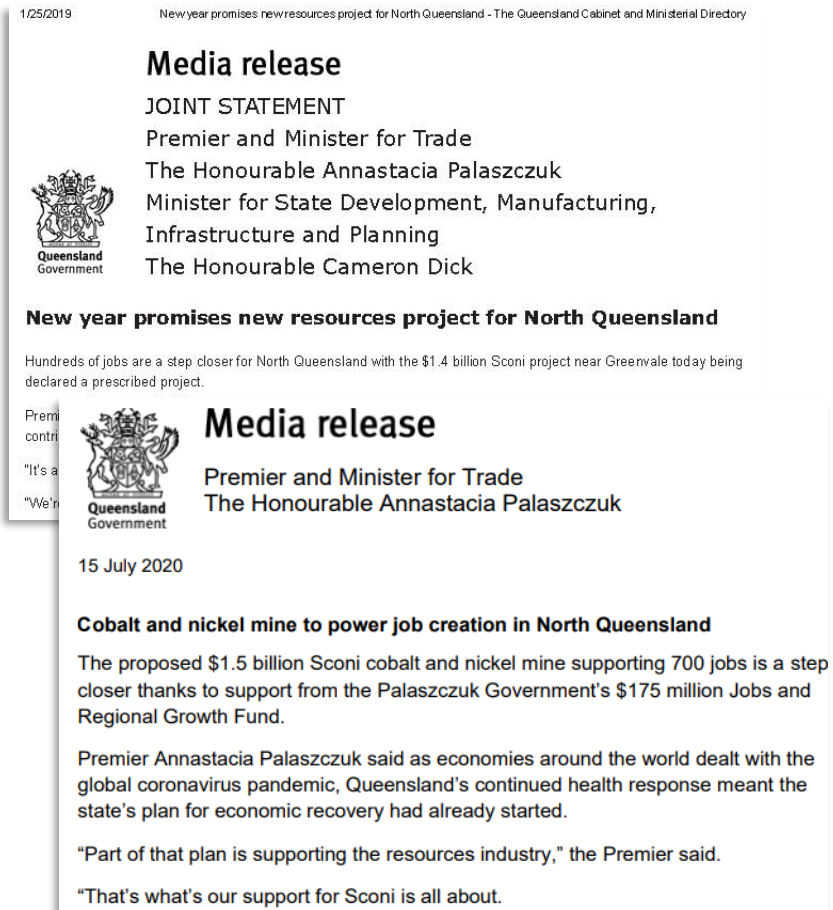 1/25/2019 New year promises new resources project for North Queensland - The Queensland Cabinet and Ministerial Directory
Media release
JOINT STATEMENT
Premier and Minister for Trade
The Honourable Annastacia Palaszczuk
Minister for State Development, Manufacturing,
Infrastructure and Planning
The Honourable Cameron Dick
Queensland
Government
New year promises new resources project for North Queensland
Hundreds of jobs are a step closer for North Queensland with the $1.4 billion Sconi project near Greenvale today being
declared a prescribed project.
Premi
contri
"It's a
"We'r
Media release
Premier and Minister for Trade
The Honourable Annastacia Palaszczuk
Queensland
Government
15 July 2020
Cobalt and nickel mine to power job creation in North Queensland
The proposed $1.5 billion Sconi cobalt and nickel mine supporting 700 jobs is a step
closer thanks to support from the Palaszczuk Government’s $175 million Jobs and
Regional Growth Fund.
Premier Annastacia Palaszczuk said as economies around the world dealt with the
global coronavirus pandemic, Queensland’s continued health response meant the
state’s plan for economic recovery had already started.
“Part of that plan is supporting the resources industry,” the Premier said.
“That’s what’s our support for Sconi is all about.